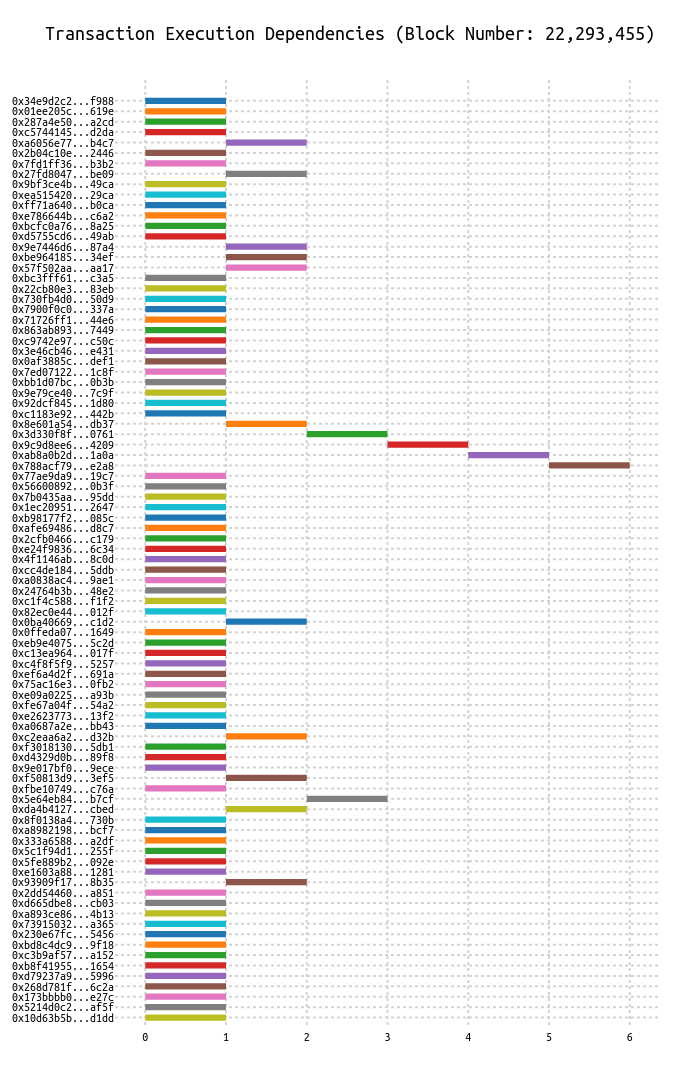 Transaction Execution Dependencies (Block Number: 22,293,455)
0x34e9d2c2...f988
0x01ee205c...619e
0x287a4e50...a2cd
0xc5744145...d2da
0xa6056e77...b4c7
0x2b04c10e...2446
0x7fd1ff36...b3b2
0x27fd8047...be09
0x9bf3ce4b...49ca
0xea515420...29ca
0xff71a640...b0ca
0xe786644b...c6a2
0xbcfc0a76...8a25
0xd5755cd6...49ab
0x9e7446d6...87a4
0xbe964185...34ef
0x57f502aa...aa17
0xbc3fff61...c3a5
0x22cb80e3...83eb
0x730fb4d0...50d9
0x7900f0c0...337a
0x71726ff1...44e6
0x863ab893...7449
0xc9742e97...c50c
0x3e46cb46...e431
0x0af3885c...def1
0x7ed07122...1c8f
0xbb1d07bc...0b3b
0x9e79ce40...7c9f
0x92dcf845...1d80
0xc1183e92...442b
0x8e601a54...db37
0x3d330f8f...0761
0x9c9d8ee6...4209
0xab8a0b2d...1a0a
0x788acf79...e2a8
0x77ae9da9...19c7
0x56600892...0b3f
0x7b0435aa...95dd
0x1ec20951...2647
0xb98177f2...085c
0xafe69486...d8c7
0x2cfb0466...c179
0xe24f9836...6c34
0x4f1146ab...8c0d
0xcc4de184...5ddb
0xa0838ac4...9ae1
0x24764b3b...48e2
0xc1f4c588...f1f2
0x82ec0e44...012f
0x0ba40669...c1d2
0x0ffeda07...1649
0xeb9e4075...5c2d
0xc13ea964...017f
0xc4f8f5f9...5257
0xef6a4d2f...691a
0x75ac16e3...0fb2
0xe09a0225...a93b
0xfe67a04f...54a2
0xe2623773...13f2
0xa0687a2e...bb43
0xc2eaa6a2...d32b
0xf3018130...5db1
0xd4329d0b...89f8
0x9e017bf0...9ece
0xf50813d9...3ef5
0xfbe10749...c76a
0x5e64eb84...b7cf
0xda4b4127...cbed
0x8f0138a4...730b
0xa8982198...bcf7
0x333a6588...a2df
0x5c1f94d1...255f
0x5fe889b2...092e
0xe1603a88...1281
0x93909f17...8b35
0x2dd54460...a851
0xd665dbe8...cb03
0xa893ce86...4b13
0x73915032...a365
0x230e67fc...5456
0xbd8c4dc9...9f18
0xc3b9af57...a152
0xb8f41955...1654
0xd79237a9...5996
0x268d781f...6c2a
0x173bbbb0...e27c
0x5214d0c2...af5f
0x10d63b5b...d1dd
0 1 2 3 4 5 6